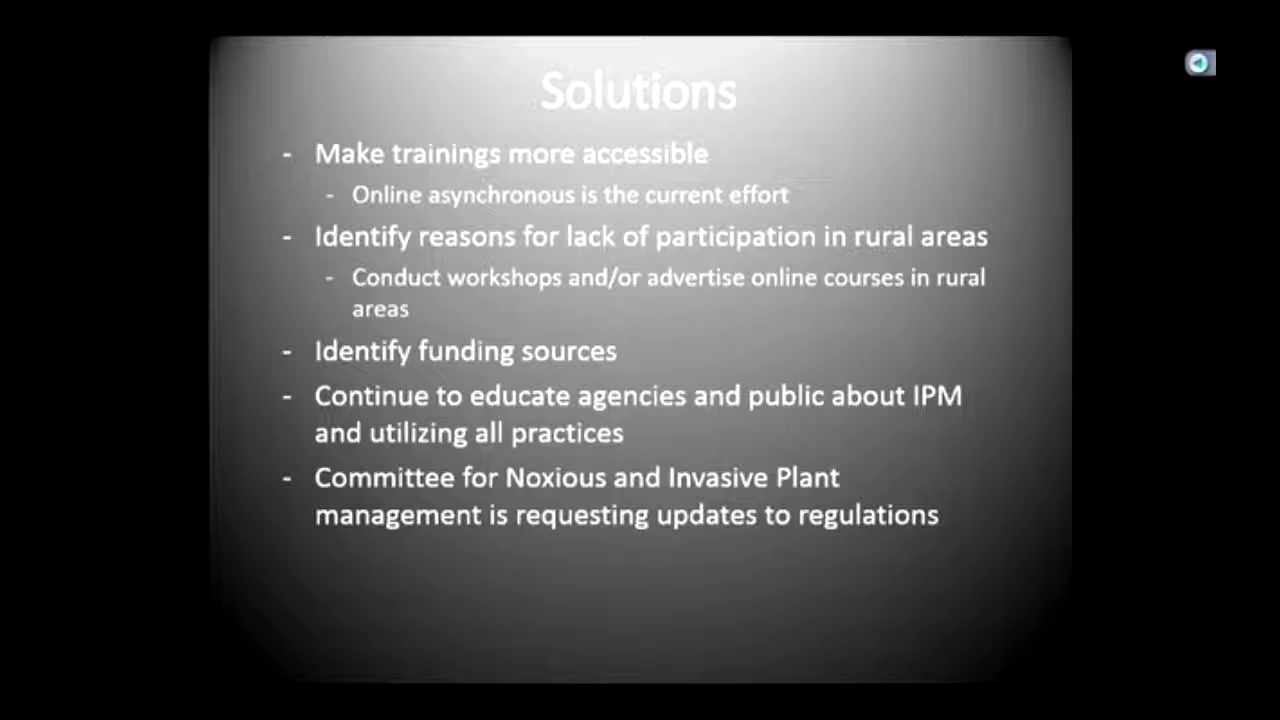 Solutions
- Make trainings more accessible
- Online asynchronous is the current effort
- Identify reasons for lack of participation in rural areas
- Conduct workshops and/or advertise online courses in rural
areas
- Identify funding sources
- Continue to educate agencies and public about IPM
and utilizing all practices
- Committee for Noxious and Invasive Plant
management is requesting updates to regulations